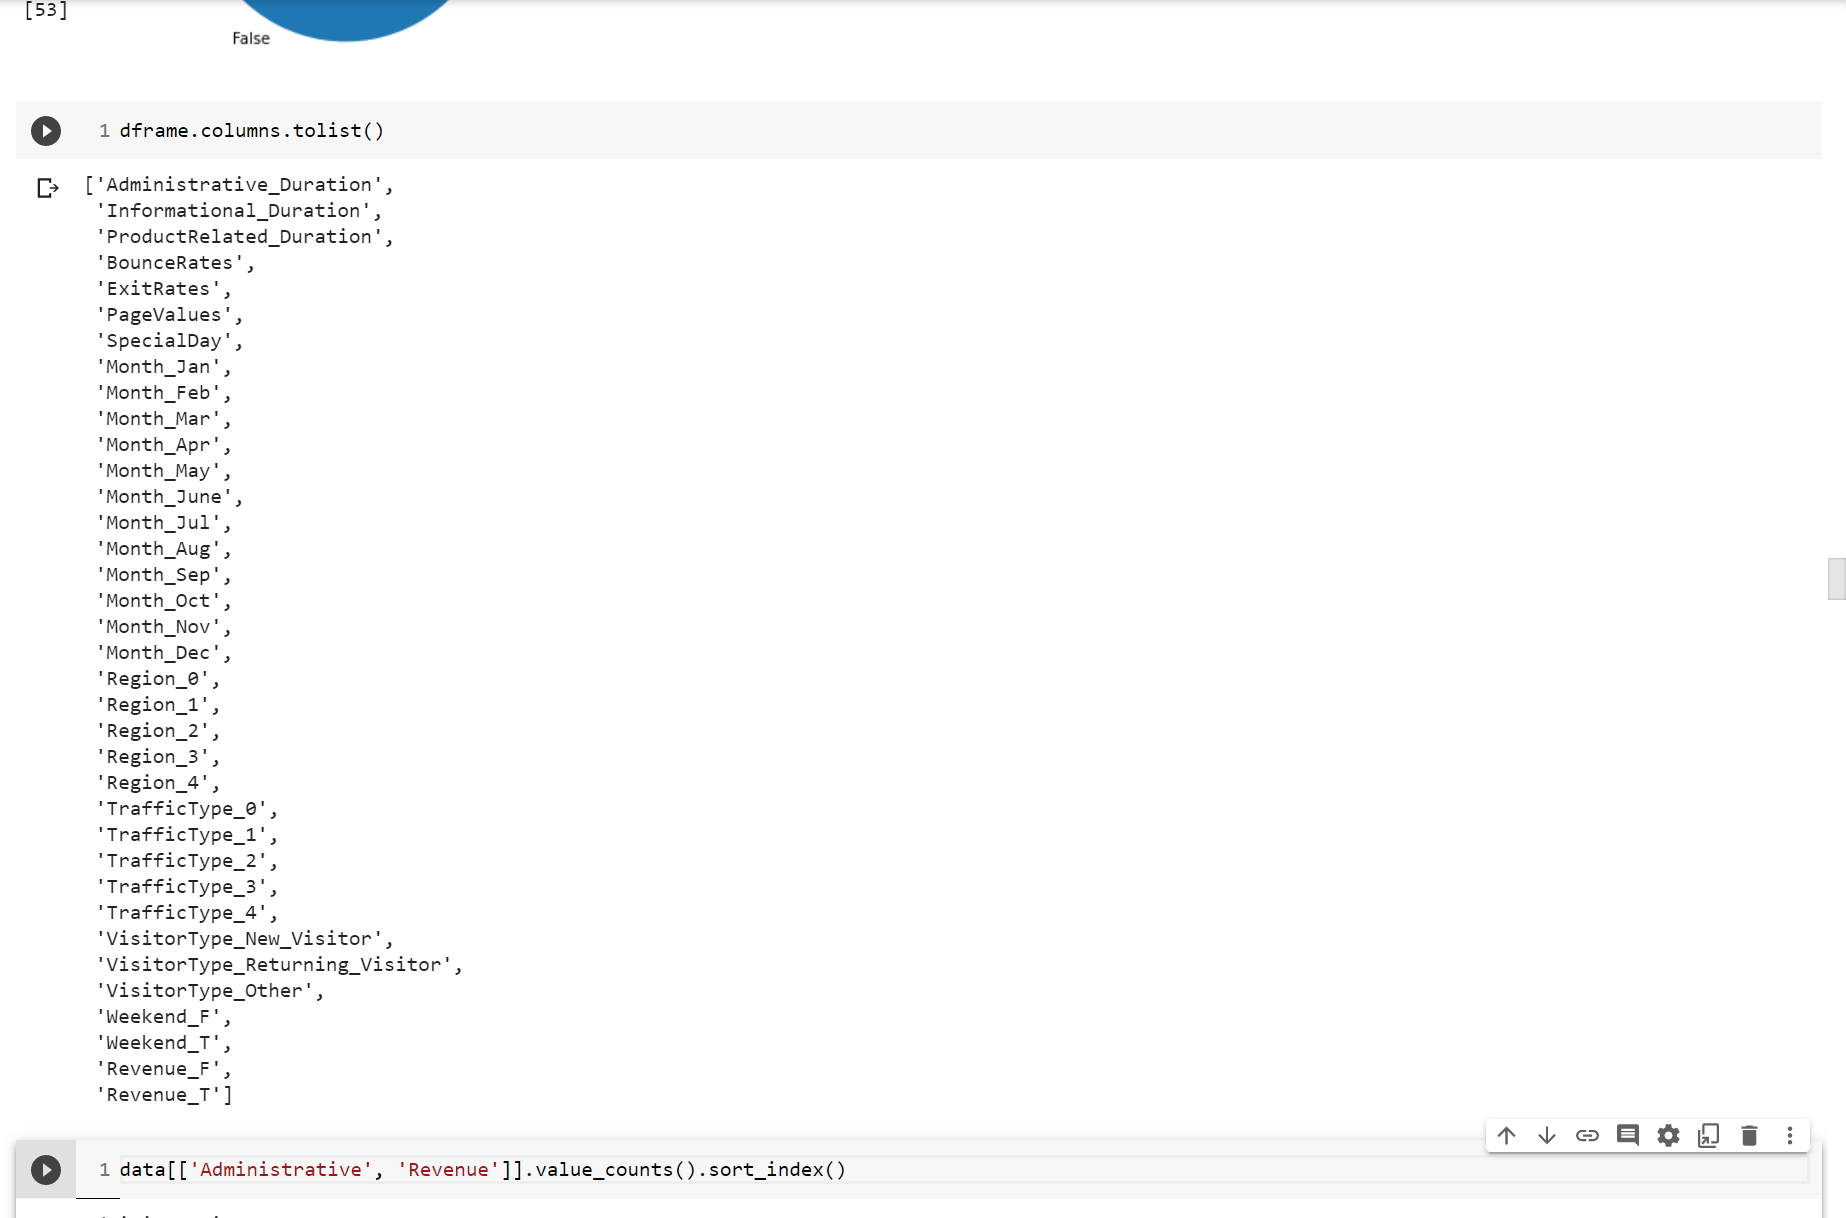 [53]
False
1 dframe.columns.tolist()
['Administrative_Duration',
'Informational_Duration',
'ProductRelated_Duration',
'BounceRates',
'ExitRates',
'PageValues',
'SpecialDay',
'Month_Jan',
'Month_Feb',
'Month_Mar',
'Month_Apr',
'Month_May',
'Month_June',
'Month_Jul',
'Month_Aug',
'Month_Sep',
'Month_Oct',
'Month_Nov',
'Month_Dec',
'Region_0',
'Region_1',
'Region_2',
'Region_3',
'Region_4',
'TrafficType_0',
'TrafficType_1',
'TrafficType_2',
'TrafficType_3',
'TrafficType_4',
'VisitorType_New_Visitor',
'VisitorType_Returning_Visitor',
'VisitorType_Other',
'Weekend_F',
'Weekend_T',
'Revenue_F',
'Revenue_T']
1 data[['Administrative', 'Revenue']].value_counts().sort_index()